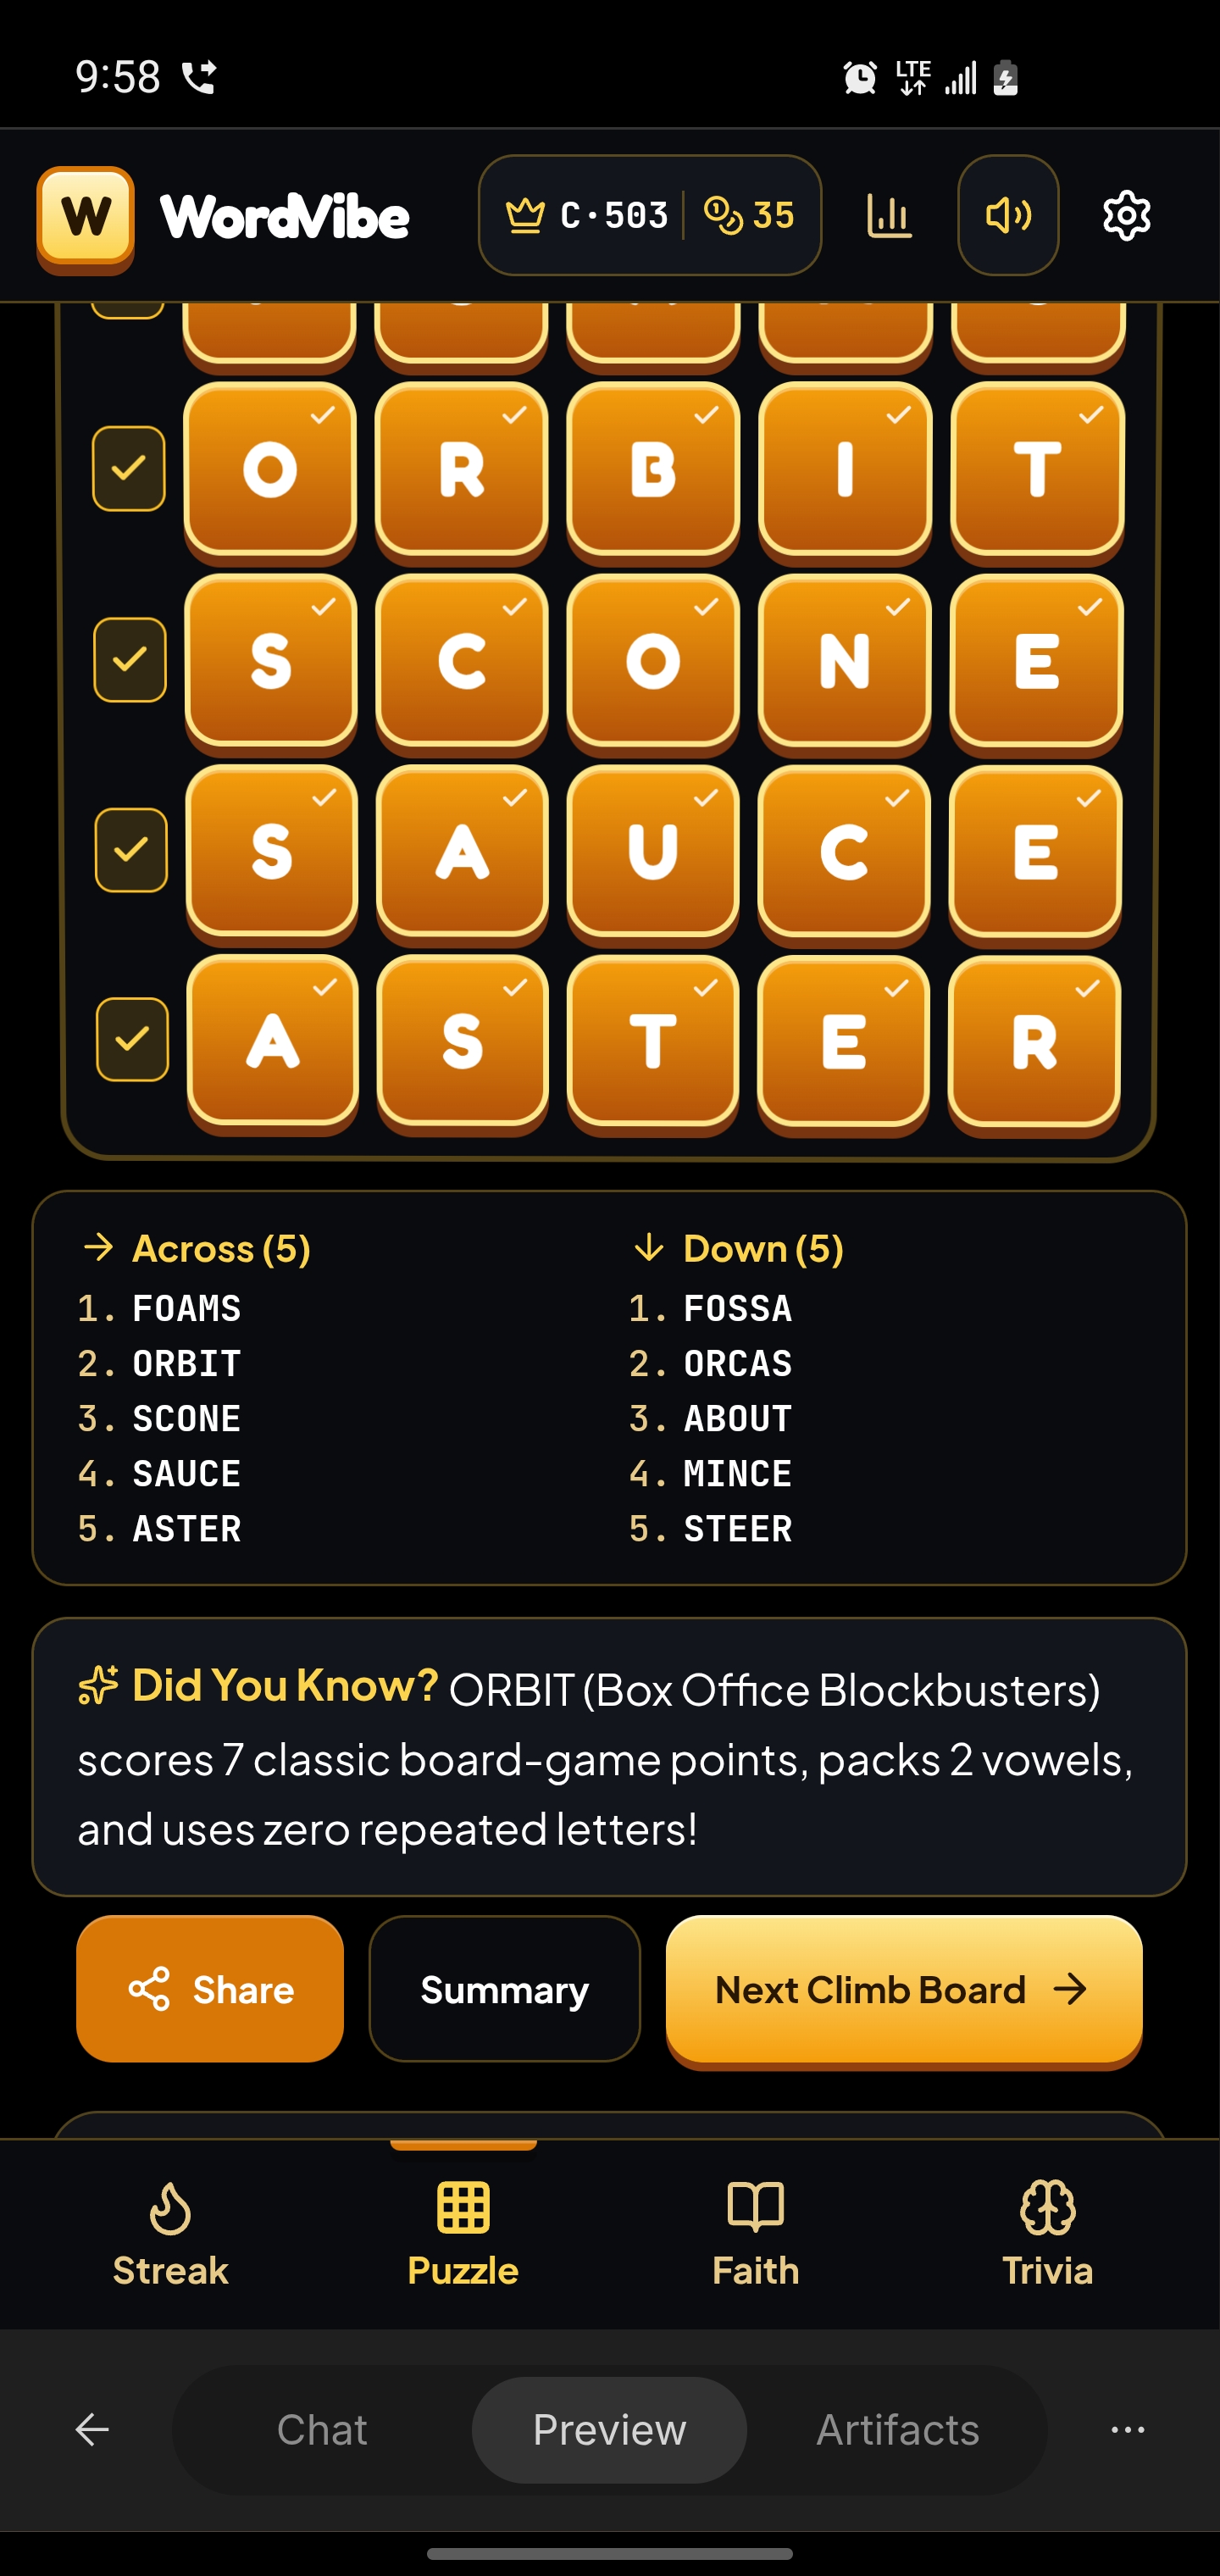 9:58 LTE
W WordVibe C·503 35
O R B I T
S C O N E
S A U C E
A S T E R
Across (5)
1. FOAMS
2. ORBIT
3. SCONE
4. SAUCE
5. ASTER
Down (5)
1. FOSSA
2. ORCAS
3. ABOUT
4. MINCE
5. STEER
Did You Know? ORBIT (Box Office Blockbusters)
scores 7 classic board-game points, packs 2 vowels,
and uses zero repeated letters!
Share Summary Next Climb Board
Streak Puzzle Faith Trivia
Chat Preview Artifacts